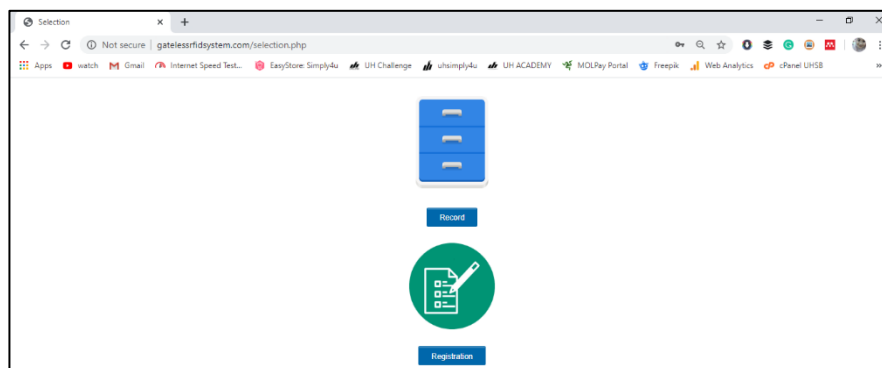 Selection
Not secure | gatelessrfidsystem.com/selection.php
Apps watch Gmail Internet Speed Test... EasyStore: Simply4u UH Challenge uhsimply4u UH ACADEMY MOLPay Portal Freepik Web Analytics cPanel UHSB
Record
Registration